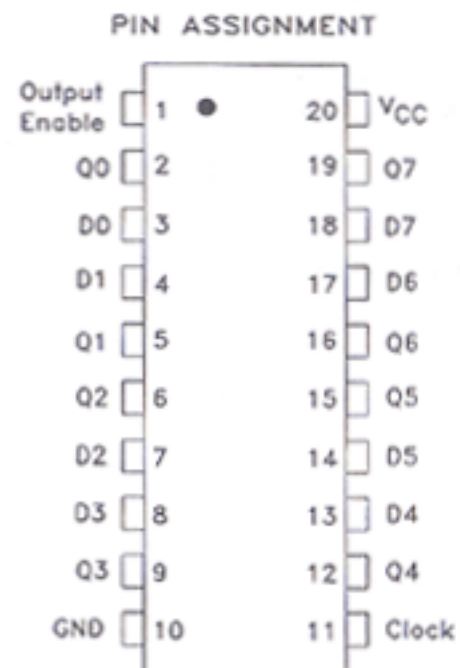 PIN ASSIGNMENT
Output
Enable 1 20 VCC
Q0 2 19 Q7
D0 3 18 D7
D1 4 17 D6
Q1 5 16 Q6
Q2 6 15 Q5
D2 7 14 D5
D3 8 13 D4
Q3 9 12 Q4
GND 10 11 Clock